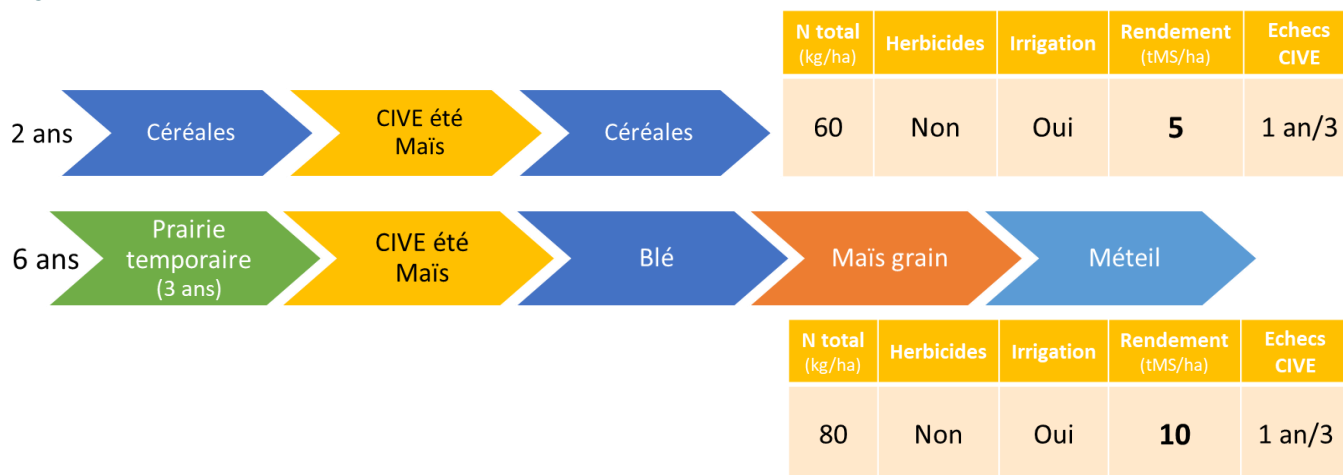 N total
(kg/ha)
Herbicides
Irrigation
Rendement
(tMS/ha)
Echecs
CIVE
60
Non
Oui
5
1 an/3
2 ans
Céréales
CIVE été
Maïs
Céréales
6 ans
Prairie
temporaire
(3 ans)
CIVE été
Maïs
Blé
Maïs grain
Méteil
N total
(kg/ha)
Herbicides
Irrigation
Rendement
(tMS/ha)
Echecs
CIVE
80
Non
Oui
10
1 an/3